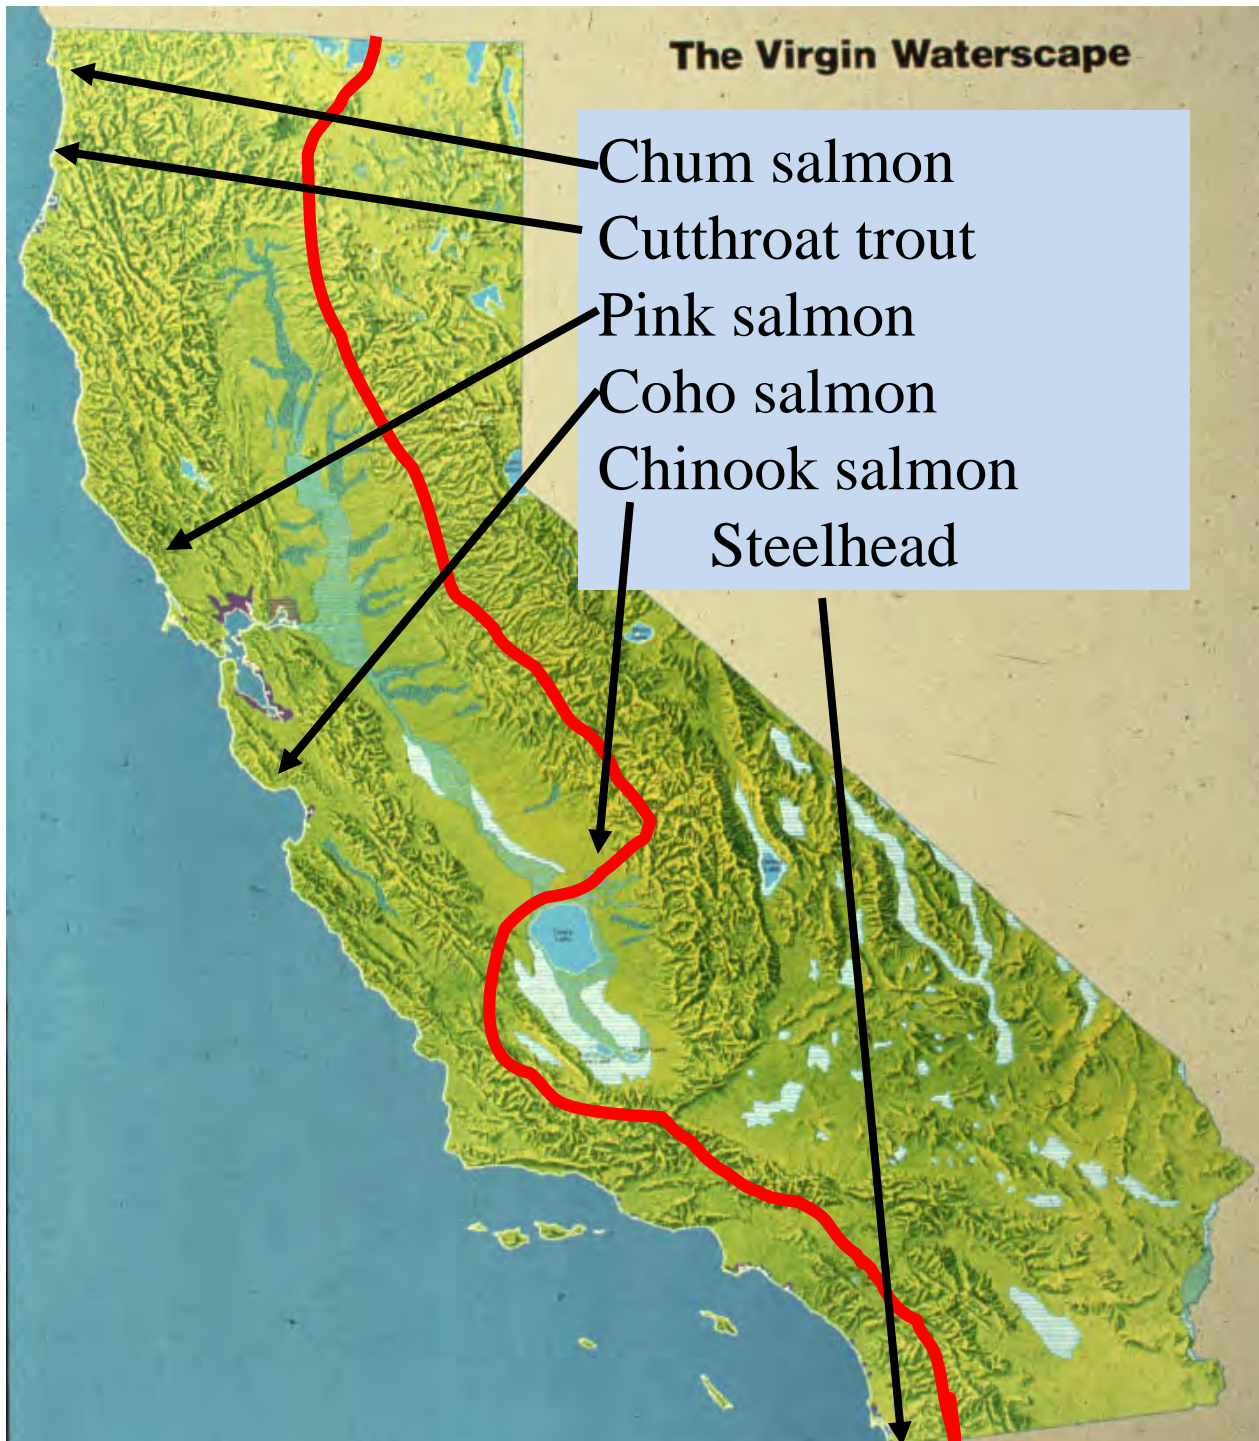 The Virgin Waterscape
Chum salmon
Cutthroat trout
Pink salmon
Coho salmon
Chinook salmon
Steelhead